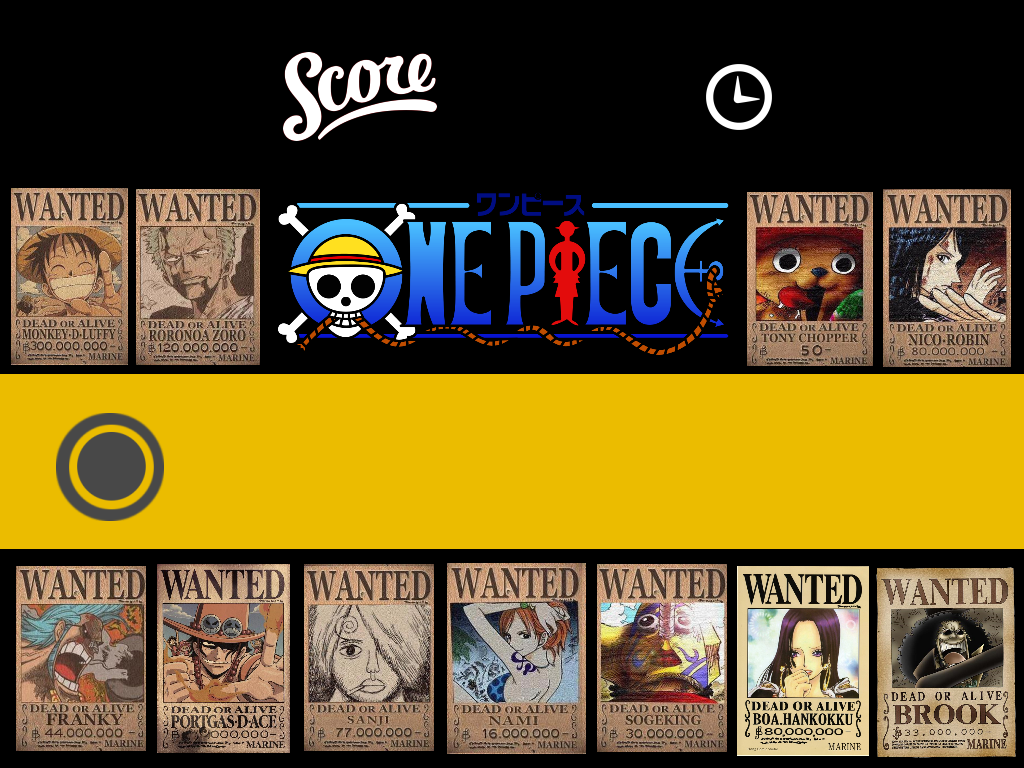 Score
WANTED
DEAD OR ALIVE
MONKEY·D·LUFFY
฿300.000.000-
MARINE
WANTED
DEAD OR ALIVE
RORONOA ZORO
฿120.000.000-
MARINE
ワンピース
ONE PIECE
WANTED
DEAD OR ALIVE
TONY CHOPPER
฿ 50-
MARINE
WANTED
DEAD OR ALIVE
NICO·ROBIN
฿80.000.000-
MARINE
WANTED
DEAD OR ALIVE
FRANKY
฿44.000.000-
MARINE
WANTED
DEAD OR ALIVE
PORTGAS·D·ACE
MARINE
WANTED
DEAD OR ALIVE
SANJI
฿77.000.000-
MARINE
WANTED
DEAD OR ALIVE
NAMI
฿16.000.000-
MARINE
WANTED
DEAD OR ALIVE
SOGEKING
฿30.000.000-
MARINE
WANTED
DEAD OR ALIVE
BOA.HANKOKKU
฿80,000,000-
MARINE
WANTED
DEAD OR ALIVE
BROOK
฿33.000.000-
MARINE